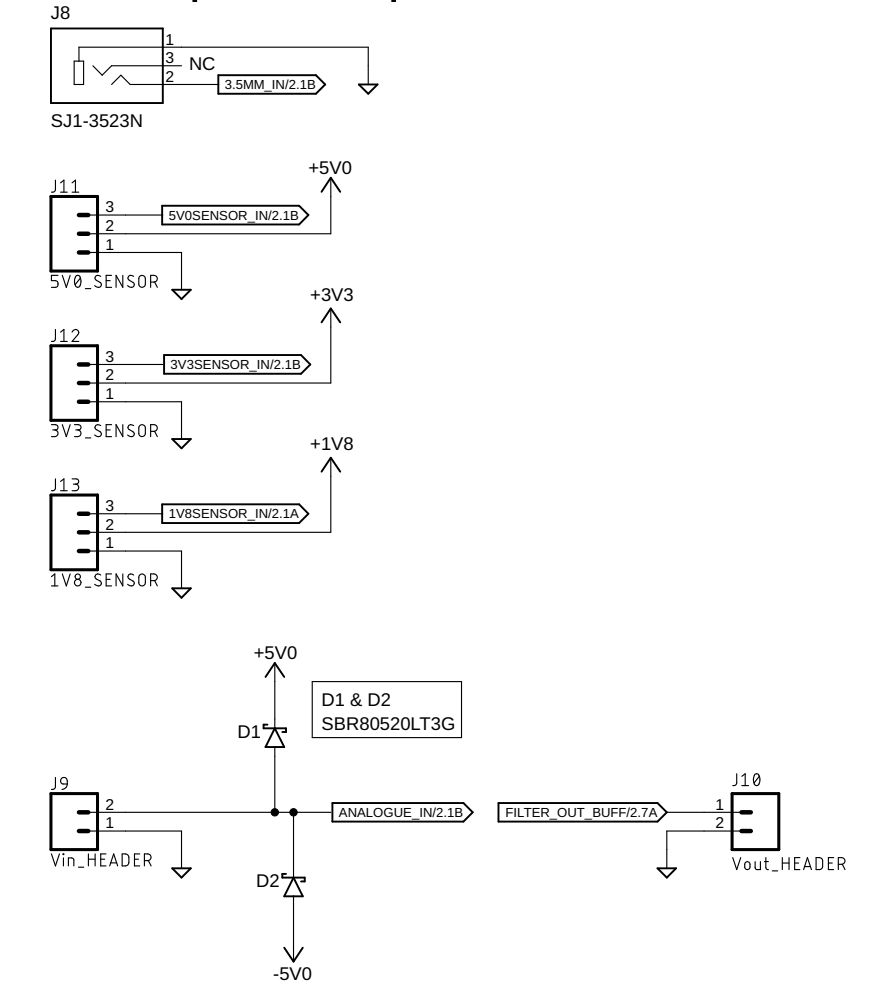 J8
1
3 NC
2 3.5MM_IN/2.1B
SJ1-3523N
+5V0
J11
3 5V0SENSOR_IN/2.1B
2
1
5V0_SENSOR
+3V3
J12
3 3V3SENSOR_IN/2.1B
2
1
3V3_SENSOR
+1V8
J13
3 1V8SENSOR_IN/2.1A
2
1
1V8_SENSOR
+5V0
D1 & D2
SBR80520LT3G
D1
J9
2 ANALOGUE_IN/2.1B
1
Vin_HEADER
D2
-5V0
J10
FILTER_OUT_BUFF/2.7A 1
2
Vout_HEADER